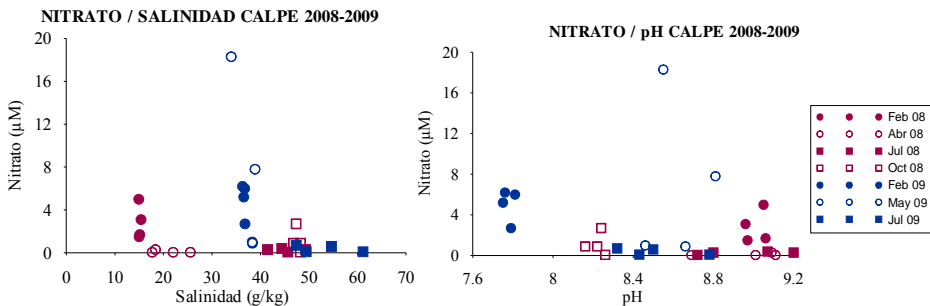 NITRATO / SALINIDAD CALPE 2008-2009
20
16
12
8
4
0
Nitrato (µM)
0 10 20 30 40 50 60 70
Salinidad (g/kg)
NITRATO / pH CALPE 2008-2009
20
16
12
8
4
0
Nitrato (µM)
7.6 8 8.4 8.8 9.2
pH
Feb 08
Abr 08
Jul 08
Oct 08
Feb 09
May 09
Jul 09